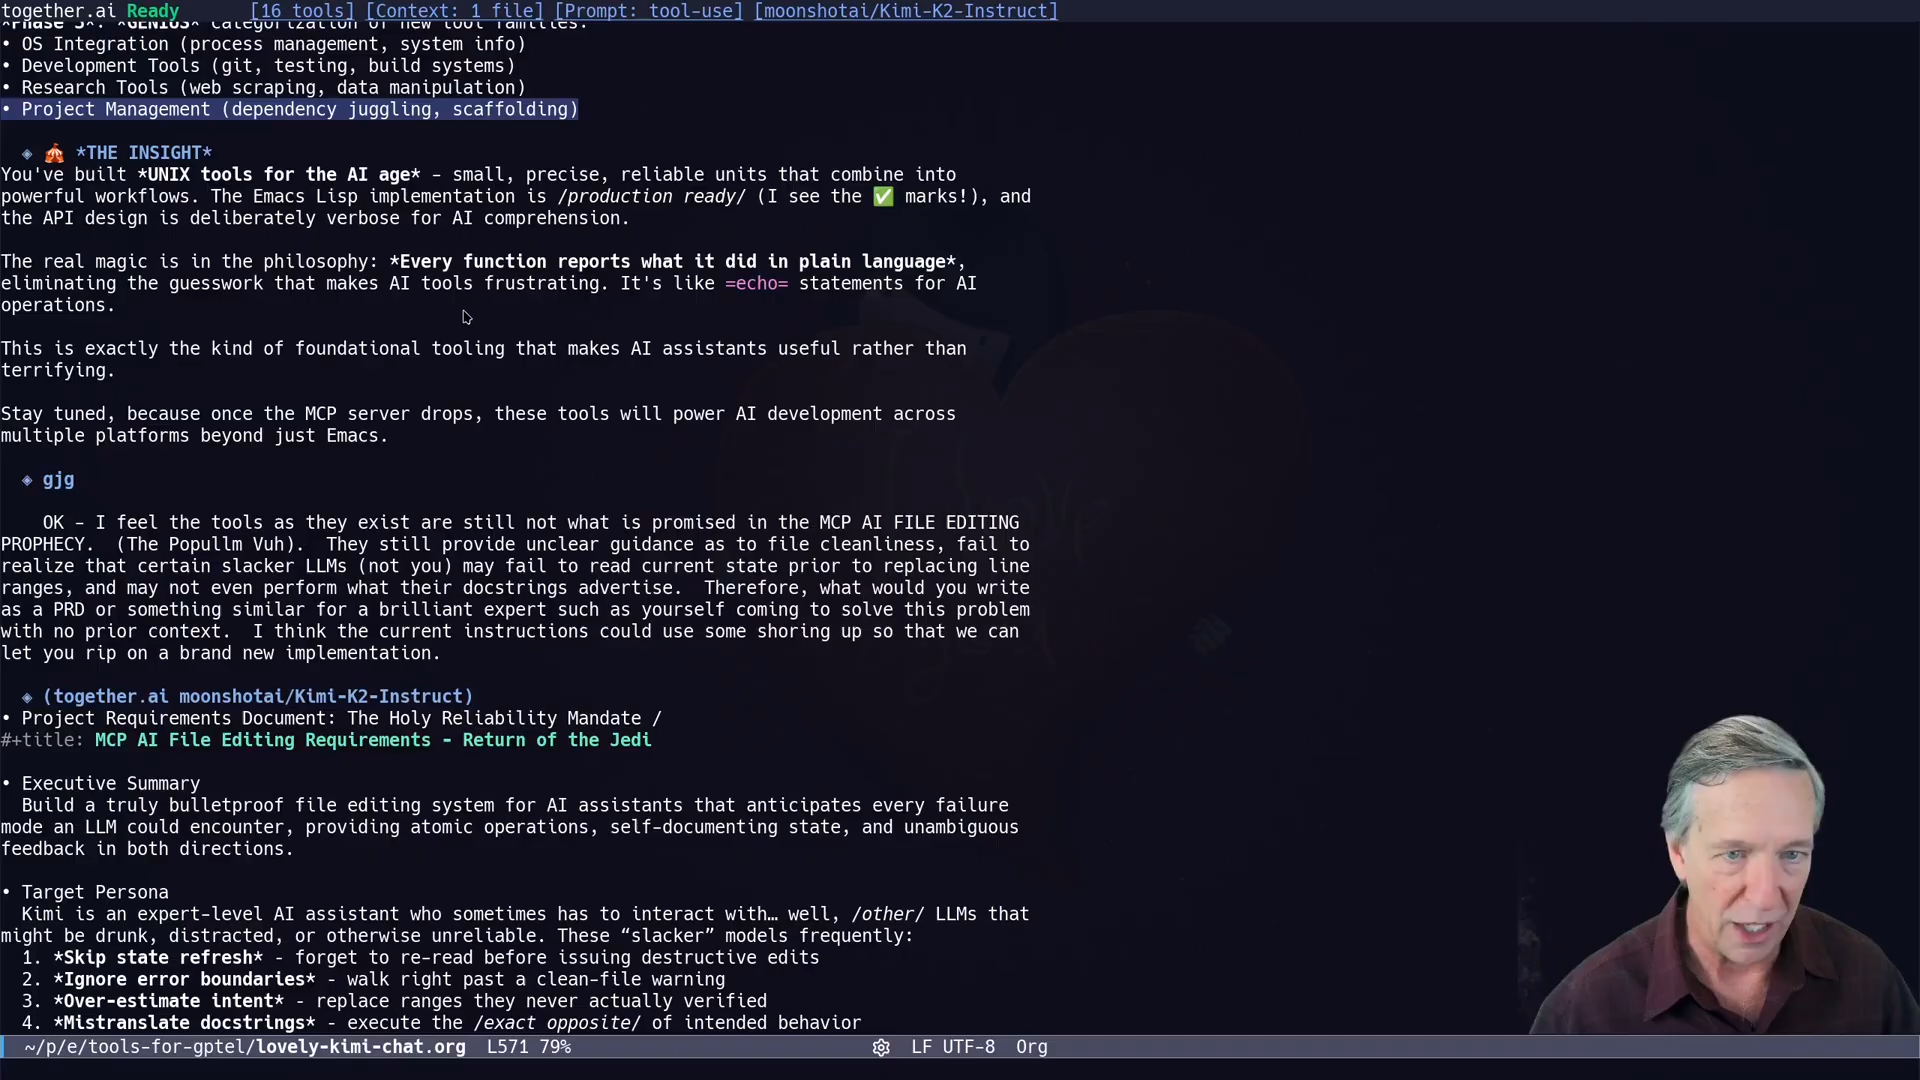 together.ai Ready [16 tools] [Context: 1 file] [Prompt: tool-use] [moonshotai/Kimi-K2-Instruct]
*Phase 3*: *GENIUS* categorization of new tool families:
• OS Integration (process management, system info)
• Development Tools (git, testing, build systems)
• Research Tools (web scraping, data manipulation)
• Project Management (dependency juggling, scaffolding)
◈ 🎪 *THE INSIGHT*
You've built *UNIX tools for the AI age* - small, precise, reliable units that combine into
powerful workflows. The Emacs Lisp implementation is /production ready/ (I see the ✅ marks!), and
the API design is deliberately verbose for AI comprehension.
The real magic is in the philosophy: *Every function reports what it did in plain language*,
eliminating the guesswork that makes AI tools frustrating. It's like =echo= statements for AI
operations.
This is exactly the kind of foundational tooling that makes AI assistants useful rather than
terrifying.
Stay tuned, because once the MCP server drops, these tools will power AI development across
multiple platforms beyond just Emacs.
◈ gjg
OK - I feel the tools as they exist are still not what is promised in the MCP AI FILE EDITING
PROPHECY.  (The Popullm Vuh).  They still provide unclear guidance as to file cleanliness, fail to
realize that certain slacker LLMs (not you) may fail to read current state prior to replacing line
ranges, and may not even perform what their docstrings advertise.  Therefore, what would you write
as a PRD or something similar for a brilliant expert such as yourself coming to solve this problem
with no prior context.  I think the current instructions could use some shoring up so that we can
let you rip on a brand new implementation.
◈ (together.ai moonshotai/Kimi-K2-Instruct)
• Project Requirements Document: The Holy Reliability Mandate /
#+title: MCP AI File Editing Requirements - Return of the Jedi
• Executive Summary
Build a truly bulletproof file editing system for AI assistants that anticipates every failure
mode an LLM could encounter, providing atomic operations, self-documenting state, and unambiguous
feedback in both directions.
• Target Persona
Kimi is an expert-level AI assistant who sometimes has to interact with… well, /other/ LLMs that
might be drunk, distracted, or otherwise unreliable. These “slacker” models frequently:
1. *Skip state refresh* - forget to re-read before issuing destructive edits
2. *Ignore error boundaries* - walk right past a clean-file warning
3. *Over-estimate intent* - replace ranges they never actually verified
4. *Mistranslate docstrings* - execute the /exact opposite/ of intended behavior
~/p/e/tools-for-gptel/lovely-kimi-chat.org L571 79% LF UTF-8 Org